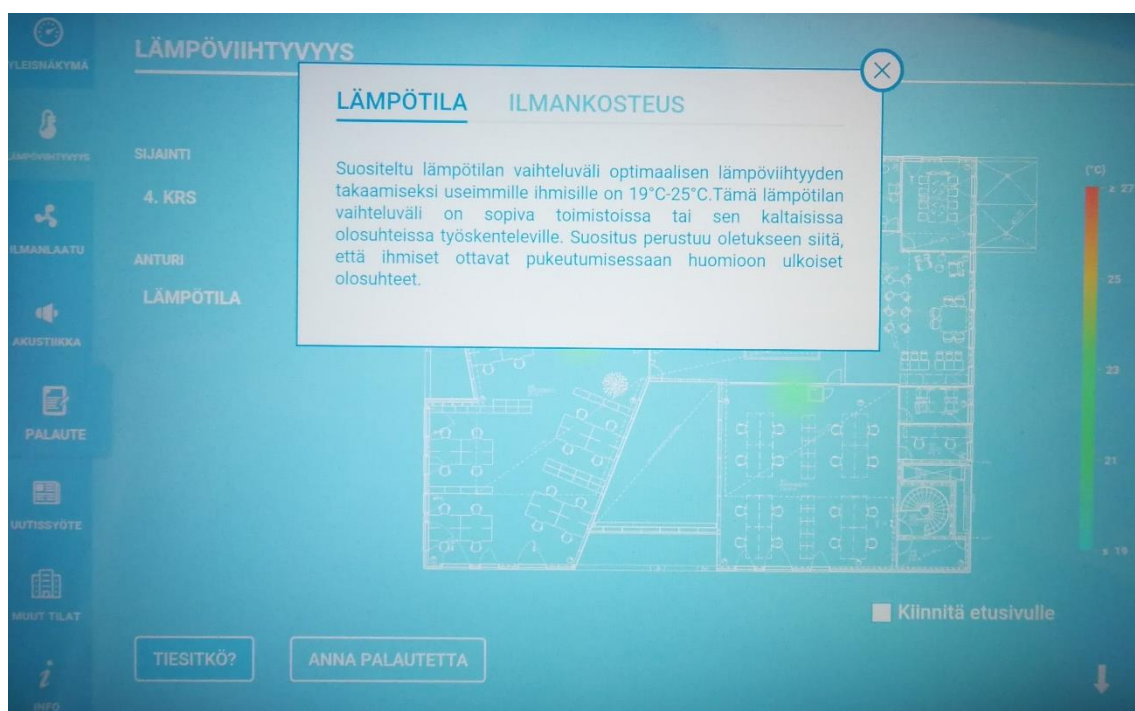 YLEISNÄKYMÄ
LÄMPÖVIIHTYVYYS
ILMANLAATU
AKUSTIIKKA
PALAUTE
UUTISSYÖTE
MUUT TILAT
INFO
LÄMPÖVIIHTYVYYS
SIJAINTI
4. KRS
ANTURI
LÄMPÖTILA
LÄMPÖTILA ILMANKOSTEUS
Suositeltu lämpötilan vaihteluväli optimaalisen lämpöviihtyyden
takaamiseksi useimmille ihmisille on 19°C-25°C.Tämä lämpötilan
vaihteluväli on sopiva toimistoissa tai sen kaltaisissa
olosuhteissa työskenteleville. Suositus perustuu oletukseen siitä,
että ihmiset ottavat pukeutumisessaan huomioon ulkoiset
olosuhteet.
(°C)
≥ 27
25
23
21
≤ 19
Kiinnitä etusivulle
TIESITKÖ? ANNA PALAUTETTA